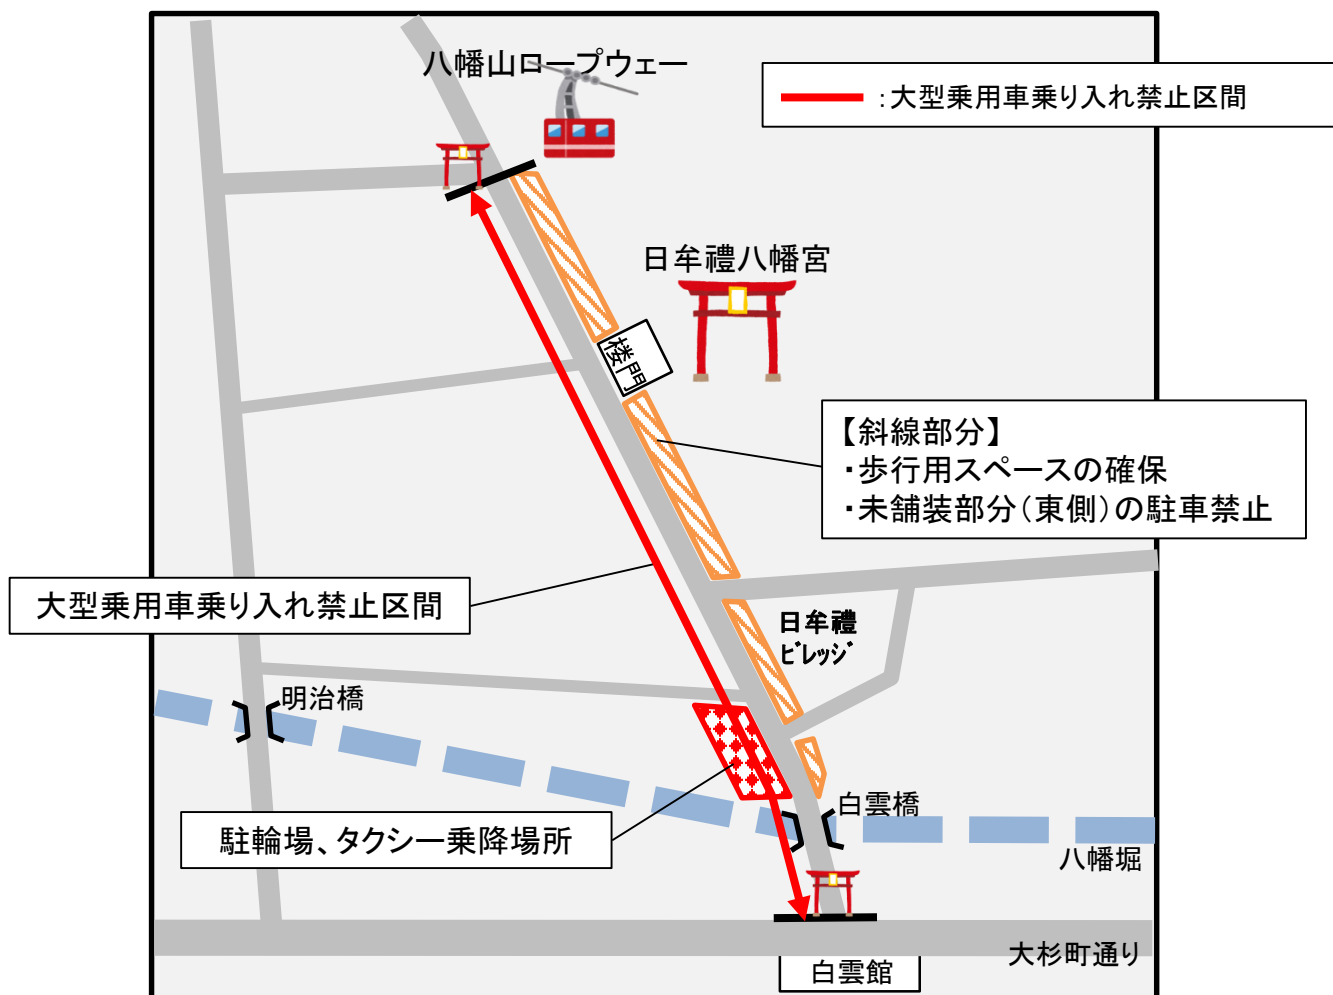 八幡山ロープウェー
：大型乗用車乗り入れ禁止区間
日牟禮八幡宮
楼門
【斜線部分】
・歩行用スペースの確保
・未舗装部分（東側）の駐車禁止
大型乗用車乗り入れ禁止区間
日牟禮
ﾋﾞﾚｯｼﾞ
明治橋
白雲橋
駐輪場、タクシー乗降場所
八幡堀
大杉町通り
白雲館